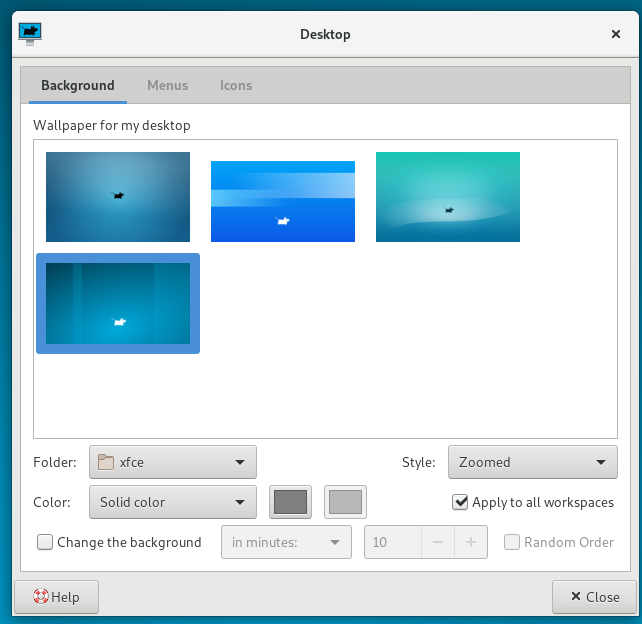 Desktop
Background Menus Icons
Wallpaper for my desktop
Folder: xfce Style: Zoomed
Color: Solid color Apply to all workspaces
Change the background in minutes: 10 Random Order
Help Close